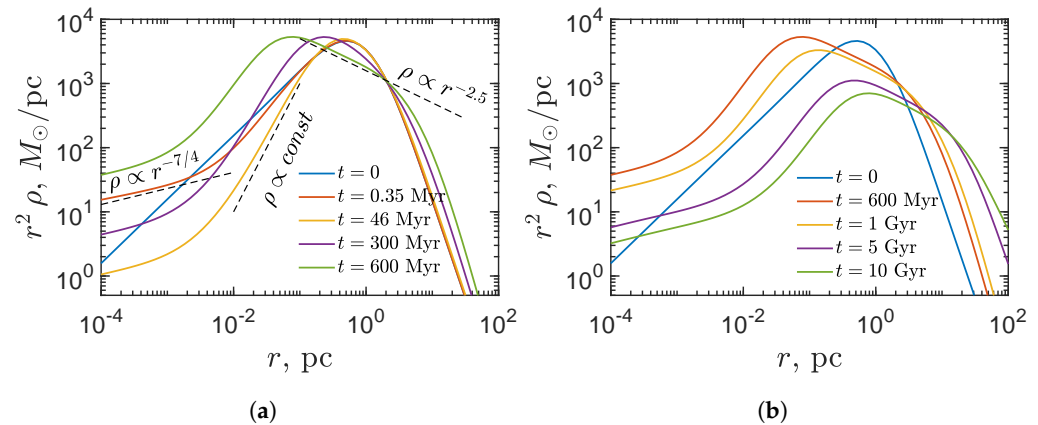 10^4
10^3
10^2
10^1
10^0
r^2 ρ, M_⊙/pc
ρ ∝ r^{-7/4}
ρ ∝ const
ρ ∝ r^{-2.5}
t = 0
t = 0.35 Myr
t = 46 Myr
t = 300 Myr
t = 600 Myr
10^{-4}
10^{-2}
10^0
10^2
r, pc
(a)
10^4
10^3
10^2
10^1
10^0
r^2 ρ, M_⊙/pc
t = 0
t = 600 Myr
t = 1 Gyr
t = 5 Gyr
t = 10 Gyr
10^{-4}
10^{-2}
10^0
10^2
r, pc
(b)